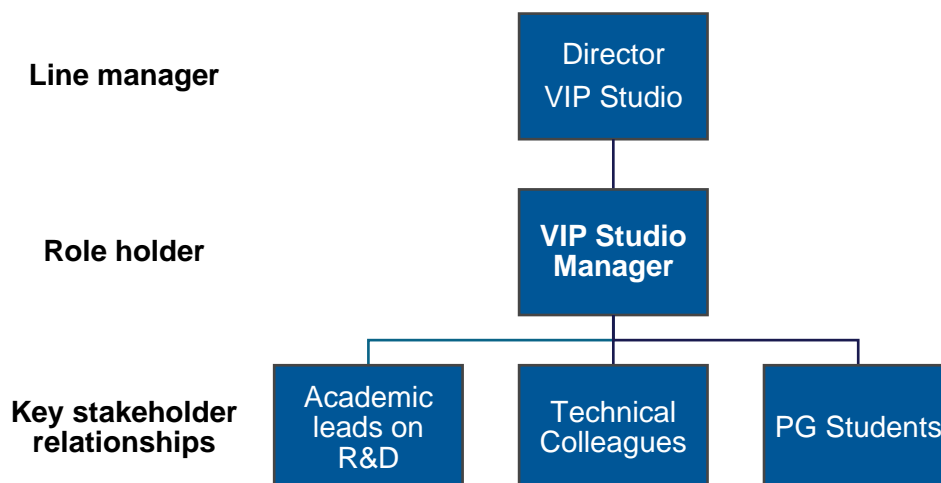 Line manager
Director
VIP Studio
Role holder
VIP Studio
Manager
Key stakeholder
relationships
Academic
leads on
R&D
Technical
Colleagues
PG Students